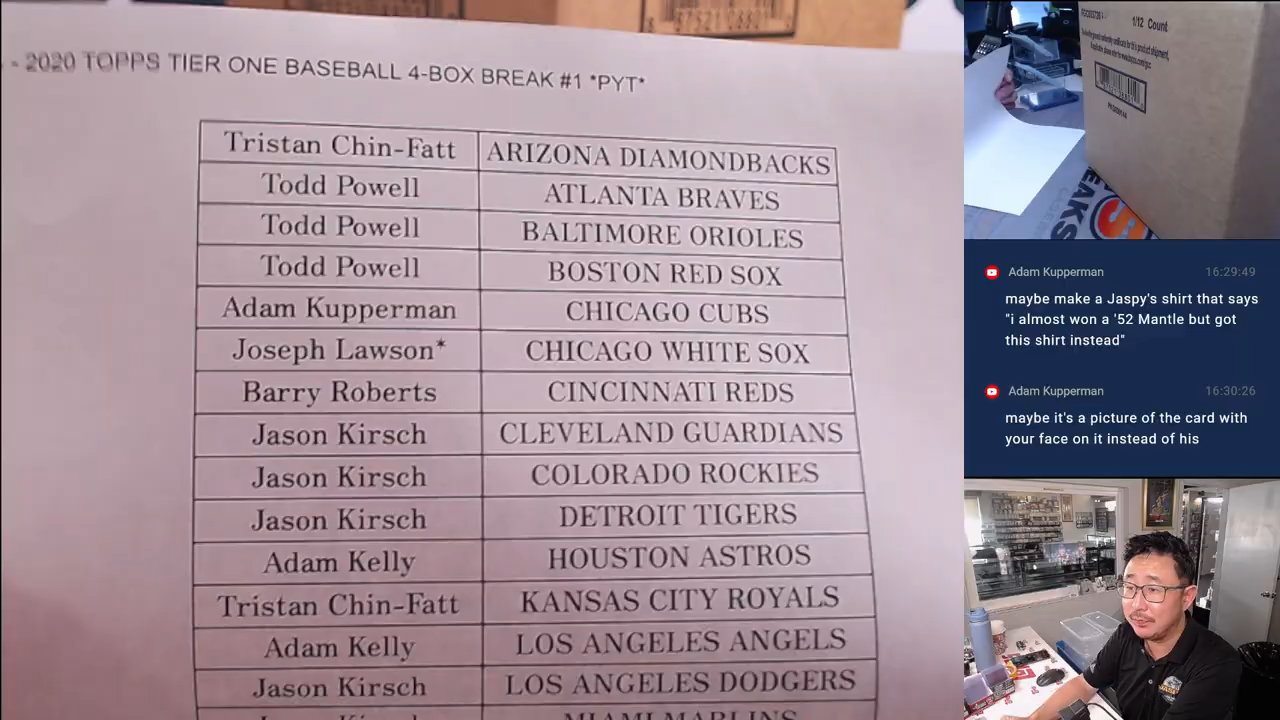 - 2020 TOPPS TIER ONE BASEBALL 4-BOX BREAK #1 *PYT*
Tristan Chin-Fatt ARIZONA DIAMONDBACKS
Todd Powell ATLANTA BRAVES
Todd Powell BALTIMORE ORIOLES
Todd Powell BOSTON RED SOX
Adam Kupperman CHICAGO CUBS
Joseph Lawson* CHICAGO WHITE SOX
Barry Roberts CINCINNATI REDS
Jason Kirsch CLEVELAND GUARDIANS
Jason Kirsch COLORADO ROCKIES
Jason Kirsch DETROIT TIGERS
Adam Kelly HOUSTON ASTROS
Tristan Chin-Fatt KANSAS CITY ROYALS
Adam Kelly LOS ANGELES ANGELS
Jason Kirsch LOS ANGELES DODGERS
Jason Kirsch MIAMI MARLINS
1/12 Count
Adam Kupperman 16:29:49
maybe make a Jaspy's shirt that says
"i almost won a '52 Mantle but got
this shirt instead"
Adam Kupperman 16:30:26
maybe it's a picture of the card with
your face on it instead of his